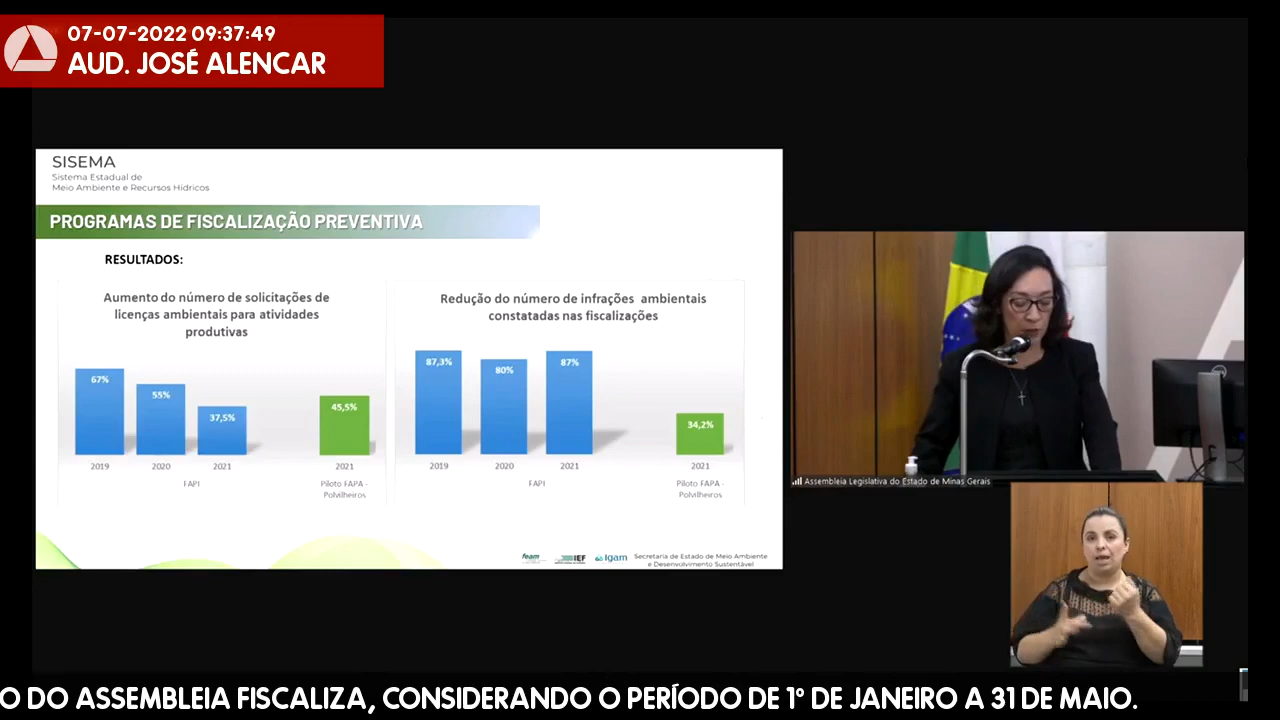 07-07-2022 09:37:49
AUD. JOSÉ ALENCAR
SISEMA
Sistema Estadual de
Meio Ambiente e Recursos Hídricos
PROGRAMAS DE FISCALIZAÇÃO PREVENTIVA
RESULTADOS:
Aumento do número de solicitações de
licenças ambientais para atividades
produtivas
67%
55%
37,5%
45,5%
2019
2020
2021
2021
FAPI
Piloto FAPA -
Polvilheiros
Redução do número de infrações ambientais
constatadas nas fiscalizações
87,3%
80%
87%
34,2%
2019
2020
2021
2021
FAPI
Piloto FAPA -
Polvilheiros
feam
IEF
Igam
Secretaria de Estado de Meio Ambiente
e Desenvolvimento Sustentável
Assembleia Legislativa do Estado de Minas Gerais
O DO ASSEMBLEIA FISCALIZA, CONSIDERANDO O PERÍODO DE 1º DE JANEIRO A 31 DE MAIO.